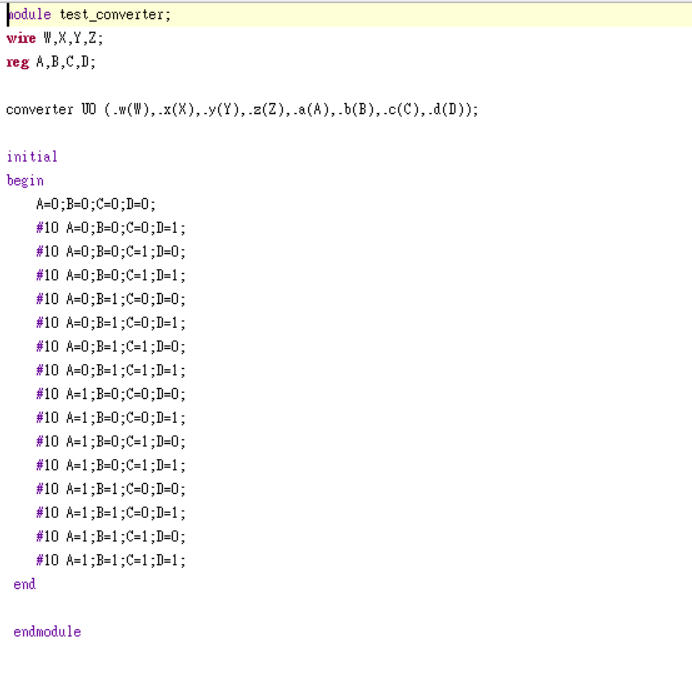 module test_converter;
wire W,X,Y,Z;
reg A,B,C,D;
converter U0 (.w(W),.x(X),.y(Y),.z(Z),.a(A),.b(B),.c(C),.d(D));
initial
begin
A=0;B=0;C=0;D=0;
#10 A=0;B=0;C=0;D=1;
#10 A=0;B=0;C=1;D=0;
#10 A=0;B=0;C=1;D=1;
#10 A=0;B=1;C=0;D=0;
#10 A=0;B=1;C=0;D=1;
#10 A=0;B=1;C=1;D=0;
#10 A=0;B=1;C=1;D=1;
#10 A=1;B=0;C=0;D=0;
#10 A=1;B=0;C=0;D=1;
#10 A=1;B=0;C=1;D=0;
#10 A=1;B=0;C=1;D=1;
#10 A=1;B=1;C=0;D=0;
#10 A=1;B=1;C=0;D=1;
#10 A=1;B=1;C=1;D=0;
#10 A=1;B=1;C=1;D=1;
end
endmodule